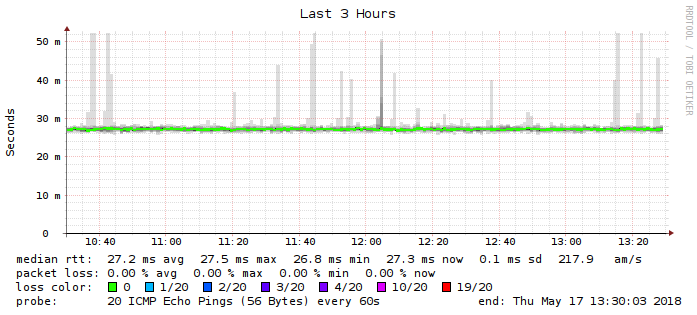 Last 3 Hours
RRDTOOL / TOBI OETIKER
Seconds
50 m
40 m
30 m
20 m
10 m
0
10:40 11:00 11:20 11:40 12:00 12:20 12:40 13:00 13:20
median rtt: 27.2 ms avg 27.5 ms max 26.8 ms min 27.3 ms now 0.1 ms sd 217.9 am/s
packet loss: 0.00 % avg 0.00 % max 0.00 % min 0.00 % now
loss color: 0 1/20 2/20 3/20 4/20 10/20 19/20
probe: 20 ICMP Echo Pings (56 Bytes) every 60s end: Thu May 17 13:30:03 2018